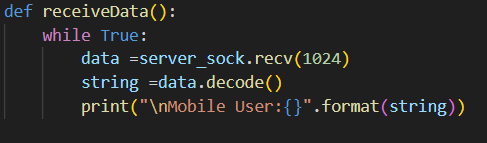 def receiveData():
    while True:
        data =server_sock.recv(1024)
        string =data.decode()
        print("\nMobile User:{}".format(string))